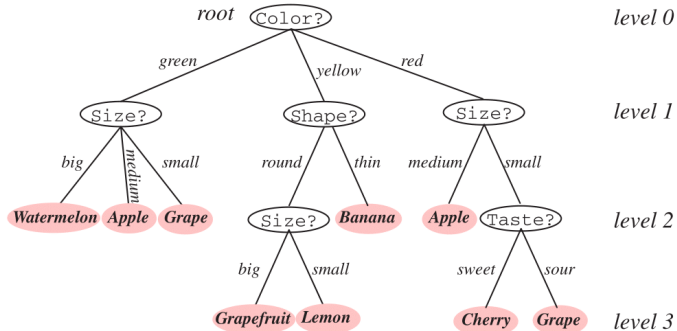 root Color? level 0
green yellow red
Size? Shape? Size? level 1
big medium small round thin medium small
Watermelon Apple Grape Size? Banana Apple Taste? level 2
big small sweet sour
Grapefruit Lemon Cherry Grape level 3